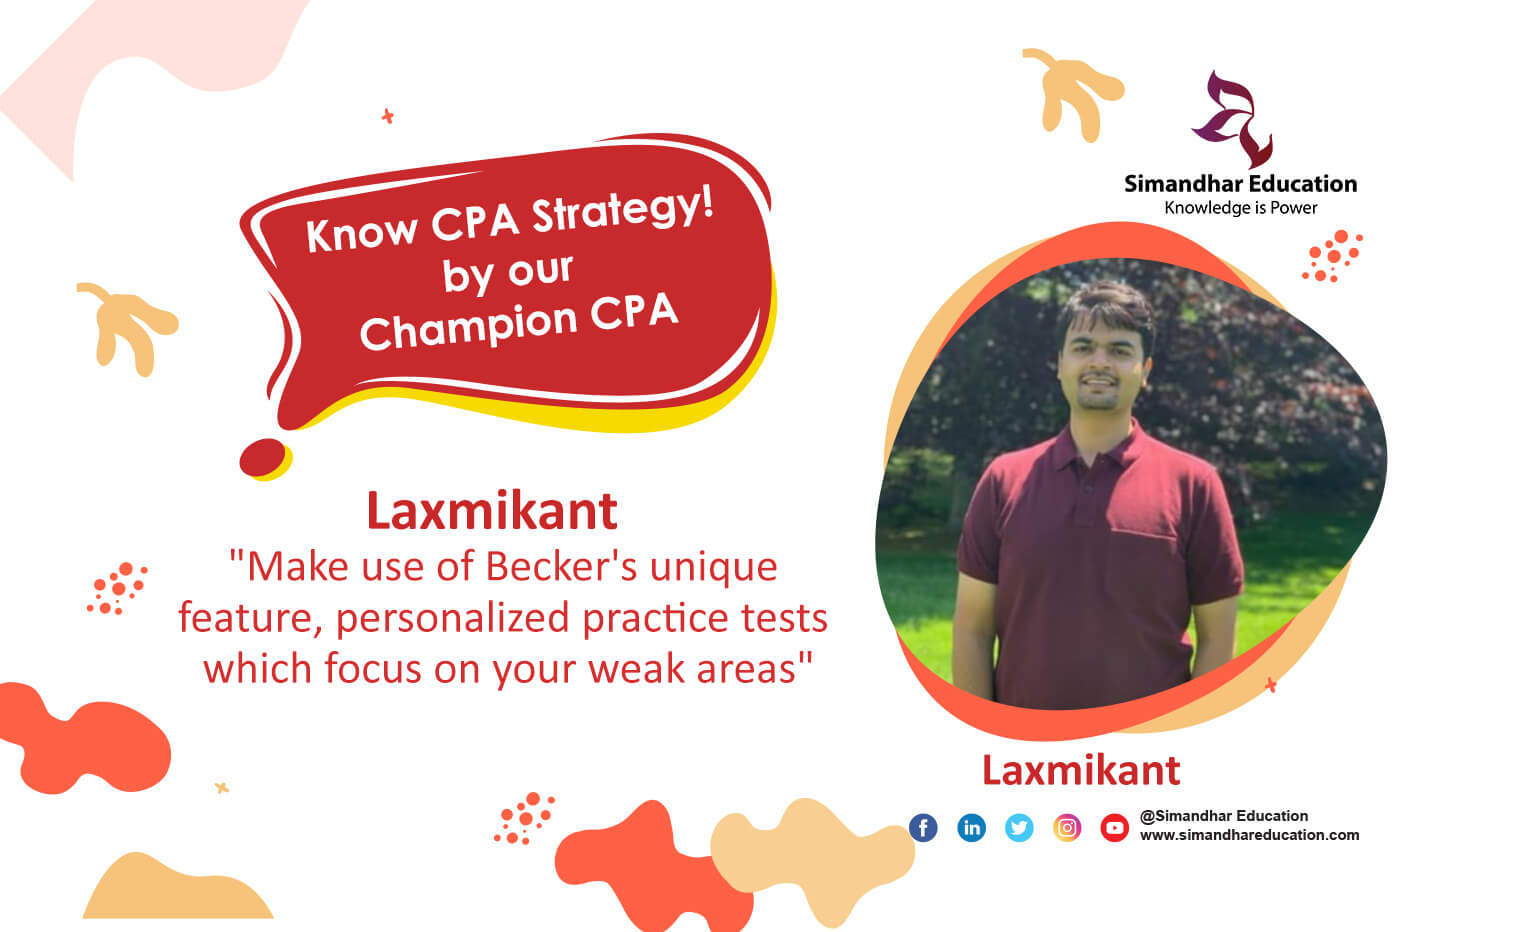 Know CPA Strategy!
by our
Champion CPA
Simandhar Education
Knowledge is Power
Laxmikant
"Make use of Becker's unique
feature, personalized practice tests
which focus on your weak areas"
Laxmikant
@Simandhar Education
www.simandhareducation.com